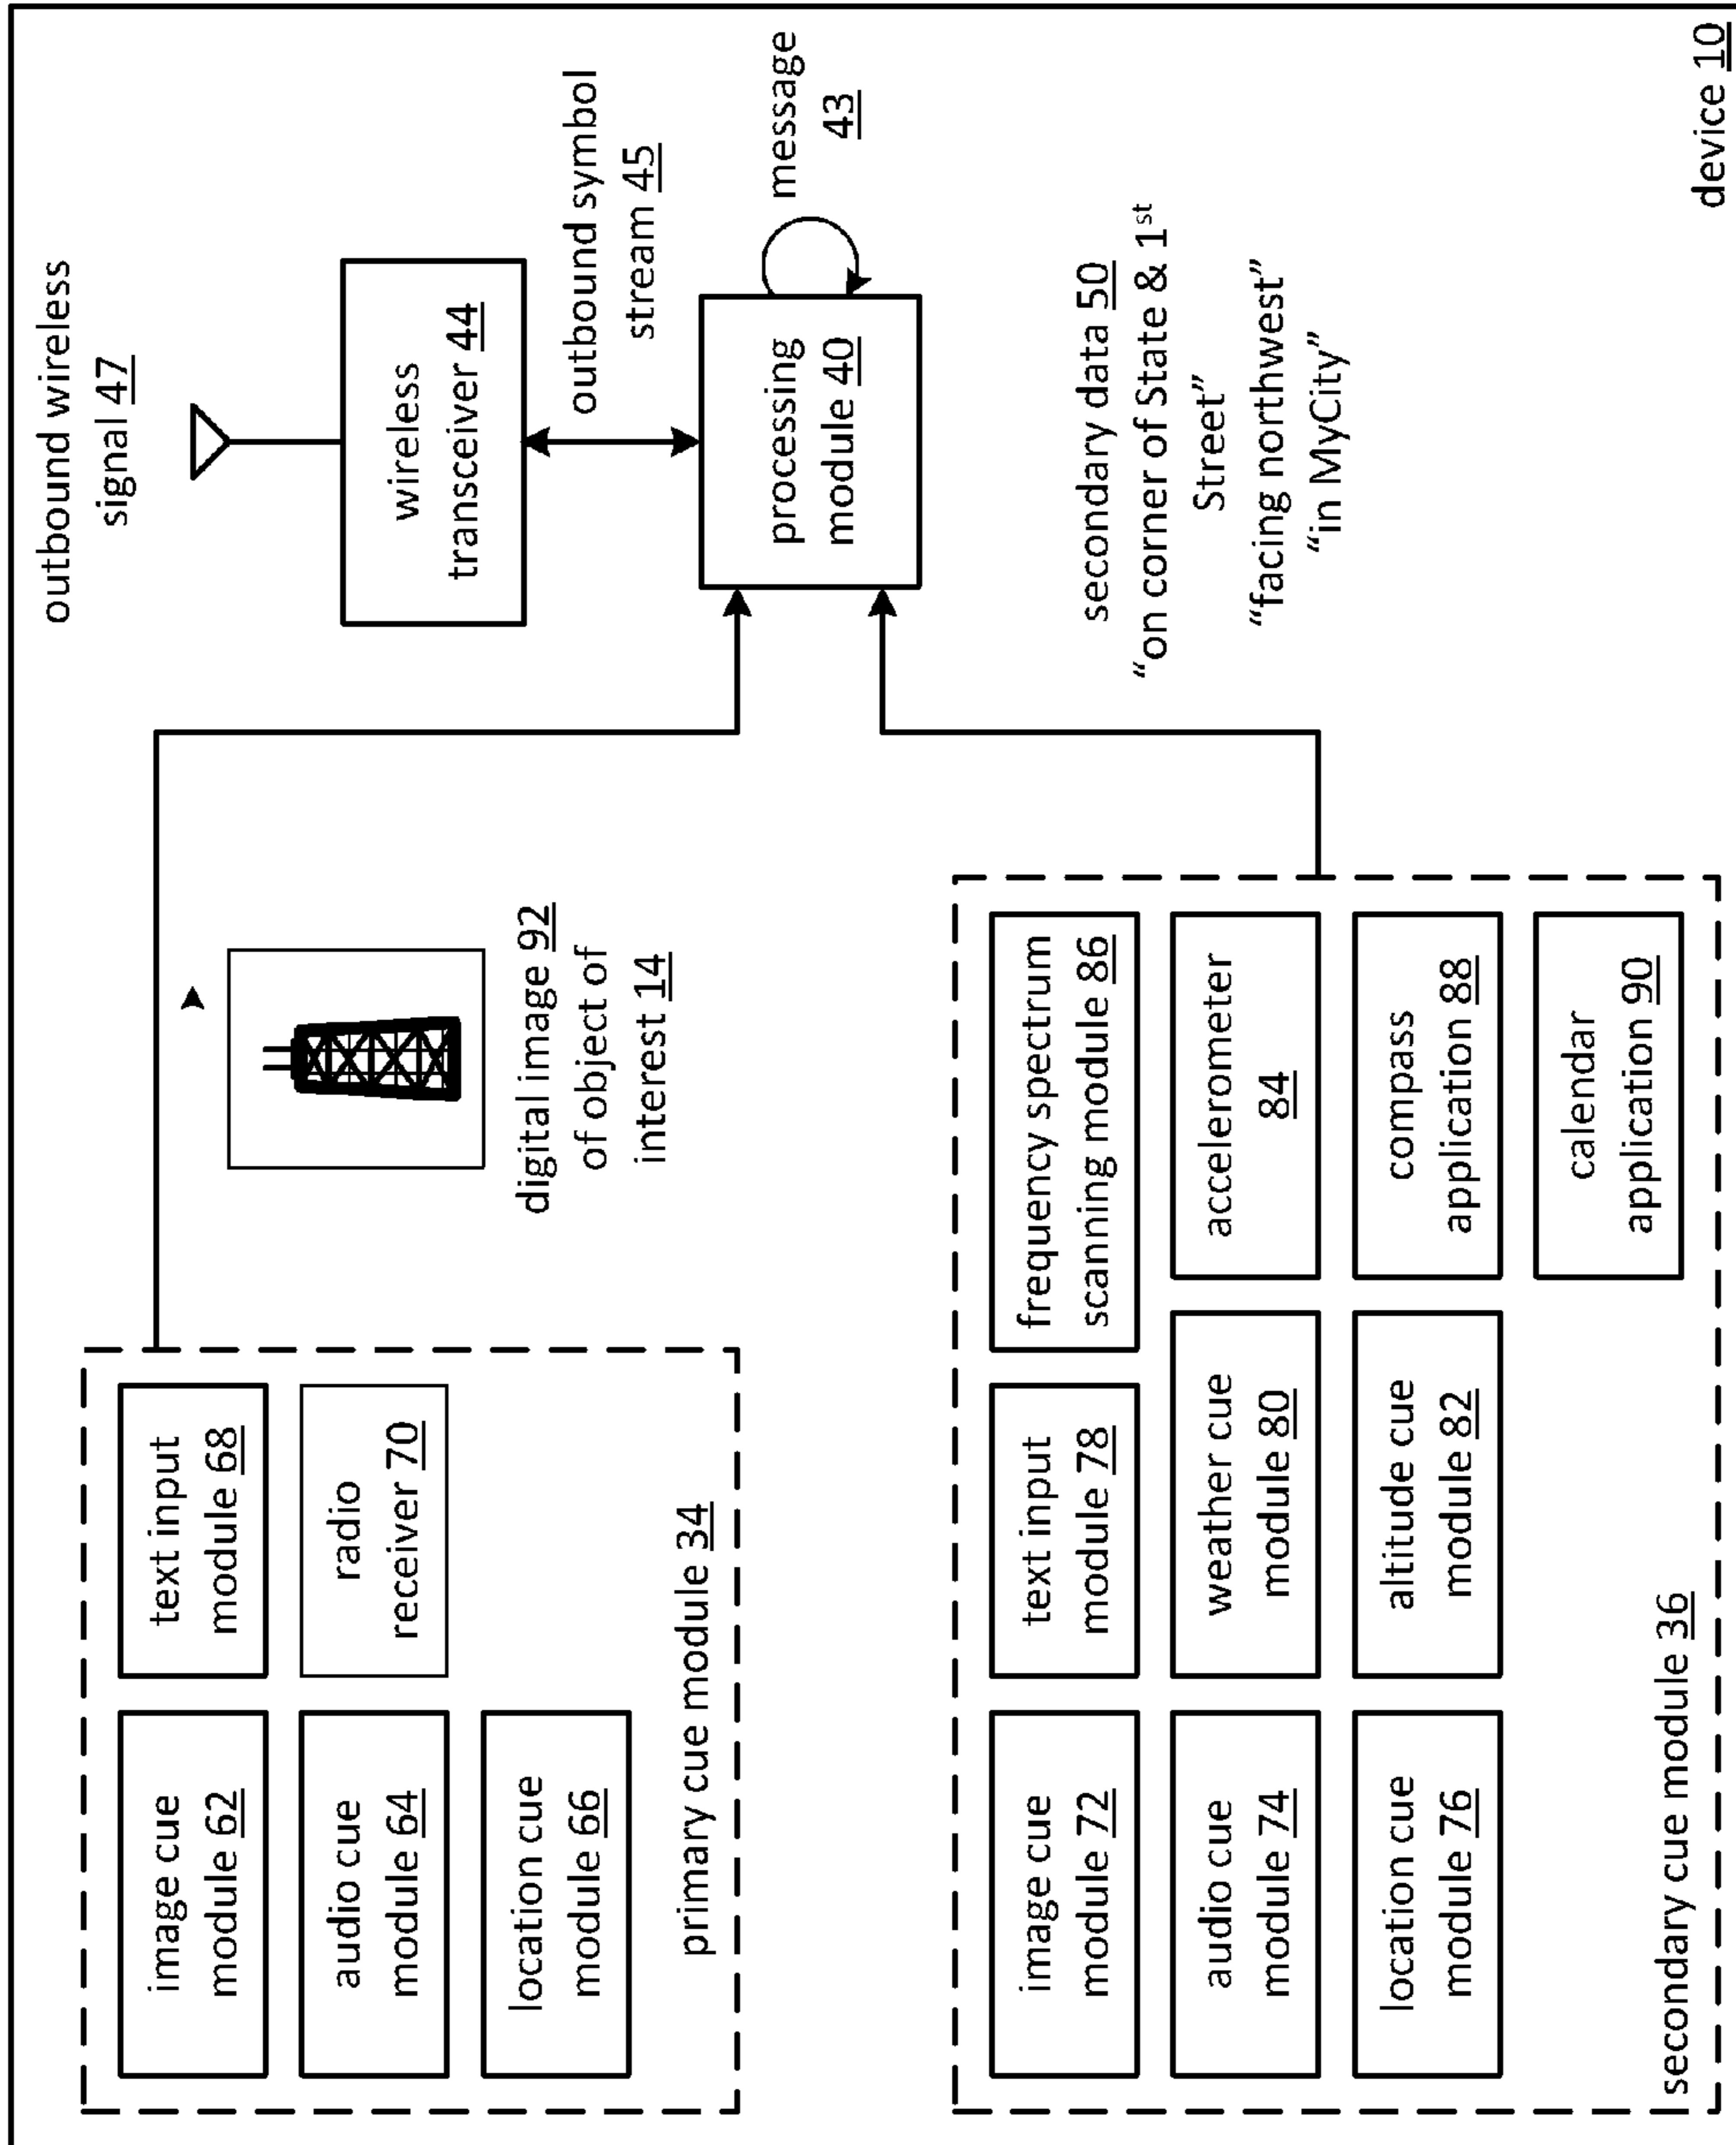 outbound wireless
signal 47
wireless
transceiver 44
outbound symbol
stream 45
processing
module 40
message
43
image cue
module 62
text input
module 68
audio cue
module 64
radio
receiver 70
location cue
module 66
primary cue module 34
digital image 92
of object of
interest 14
image cue
module 72
text input
module 78
frequency spectrum
scanning module 86
audio cue
module 74
weather cue
module 80
accelerometer
84
location cue
module 76
altitude cue
module 82
compass
application 88
calendar
application 90
secondary cue module 36
secondary data 50
“on corner of State & 1st
Street”
“facing northwest”
“in MyCity”
device 10